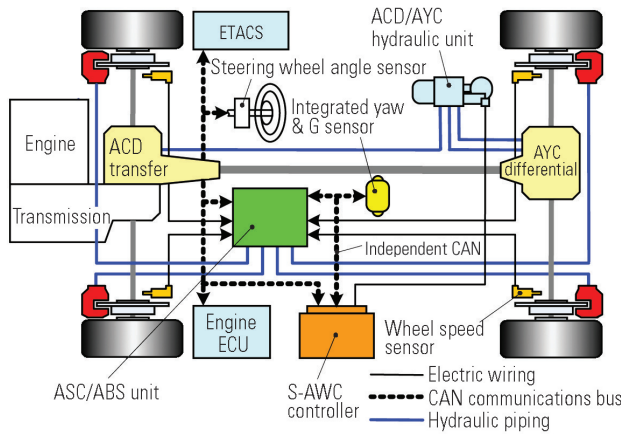 ETACS
ACD/AYC
hydraulic unit
Steering wheel angle sensor
Integrated yaw
& G sensor
Engine
ACD
transfer
AYC
differential
Transmission
Independent CAN
Engine
ECU
Wheel speed
sensor
ASC/ABS unit
S-AWC
controller
Electric wiring
CAN communications bus
Hydraulic piping